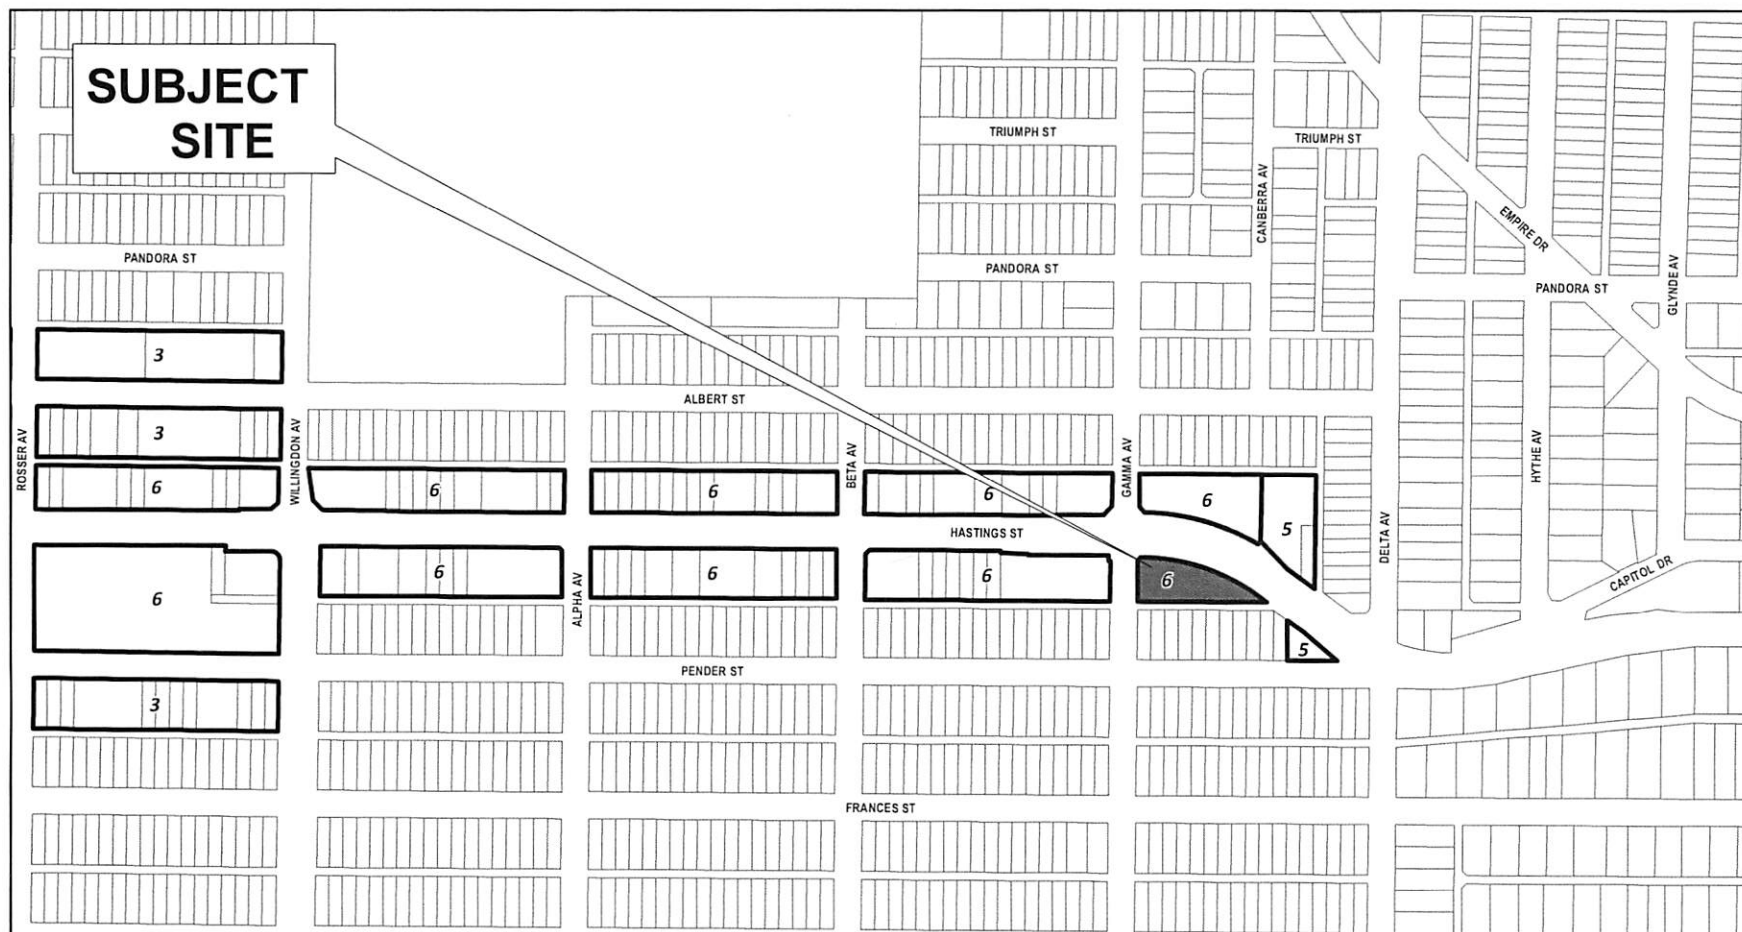 SUBJECT
SITE
TRIUMPH ST
TRIUMPH ST
CANBERRA AV
EMPIRE DR
PANDORA ST
PANDORA ST
PANDORA ST
GLYNDE AV
3
ALBERT ST
3
ROSSER AV
WILLINGDON AV
BETA AV
GAMMA AV
HYTHE AV
6
6
6
6
6
5
HASTINGS ST
DELTA AV
6
6
6
6
6
ALPHA AV
CAPITOL DR
5
PENDER ST
3
FRANCES ST